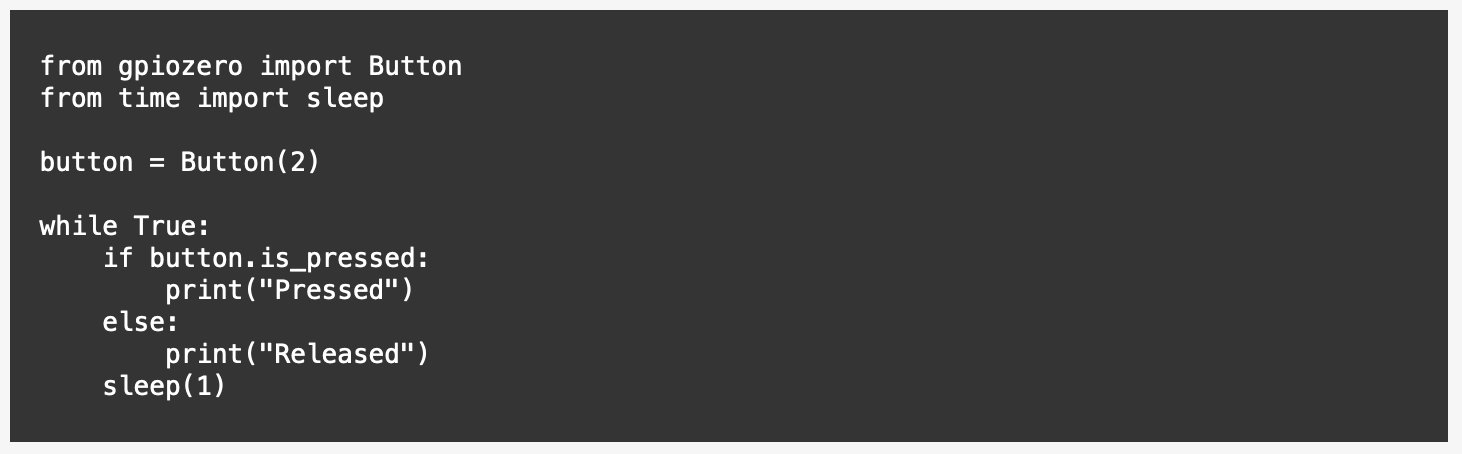 from gpiozero import Button
from time import sleep

button = Button(2)

while True:
    if button.is_pressed:
        print("Pressed")
    else:
        print("Released")
    sleep(1)